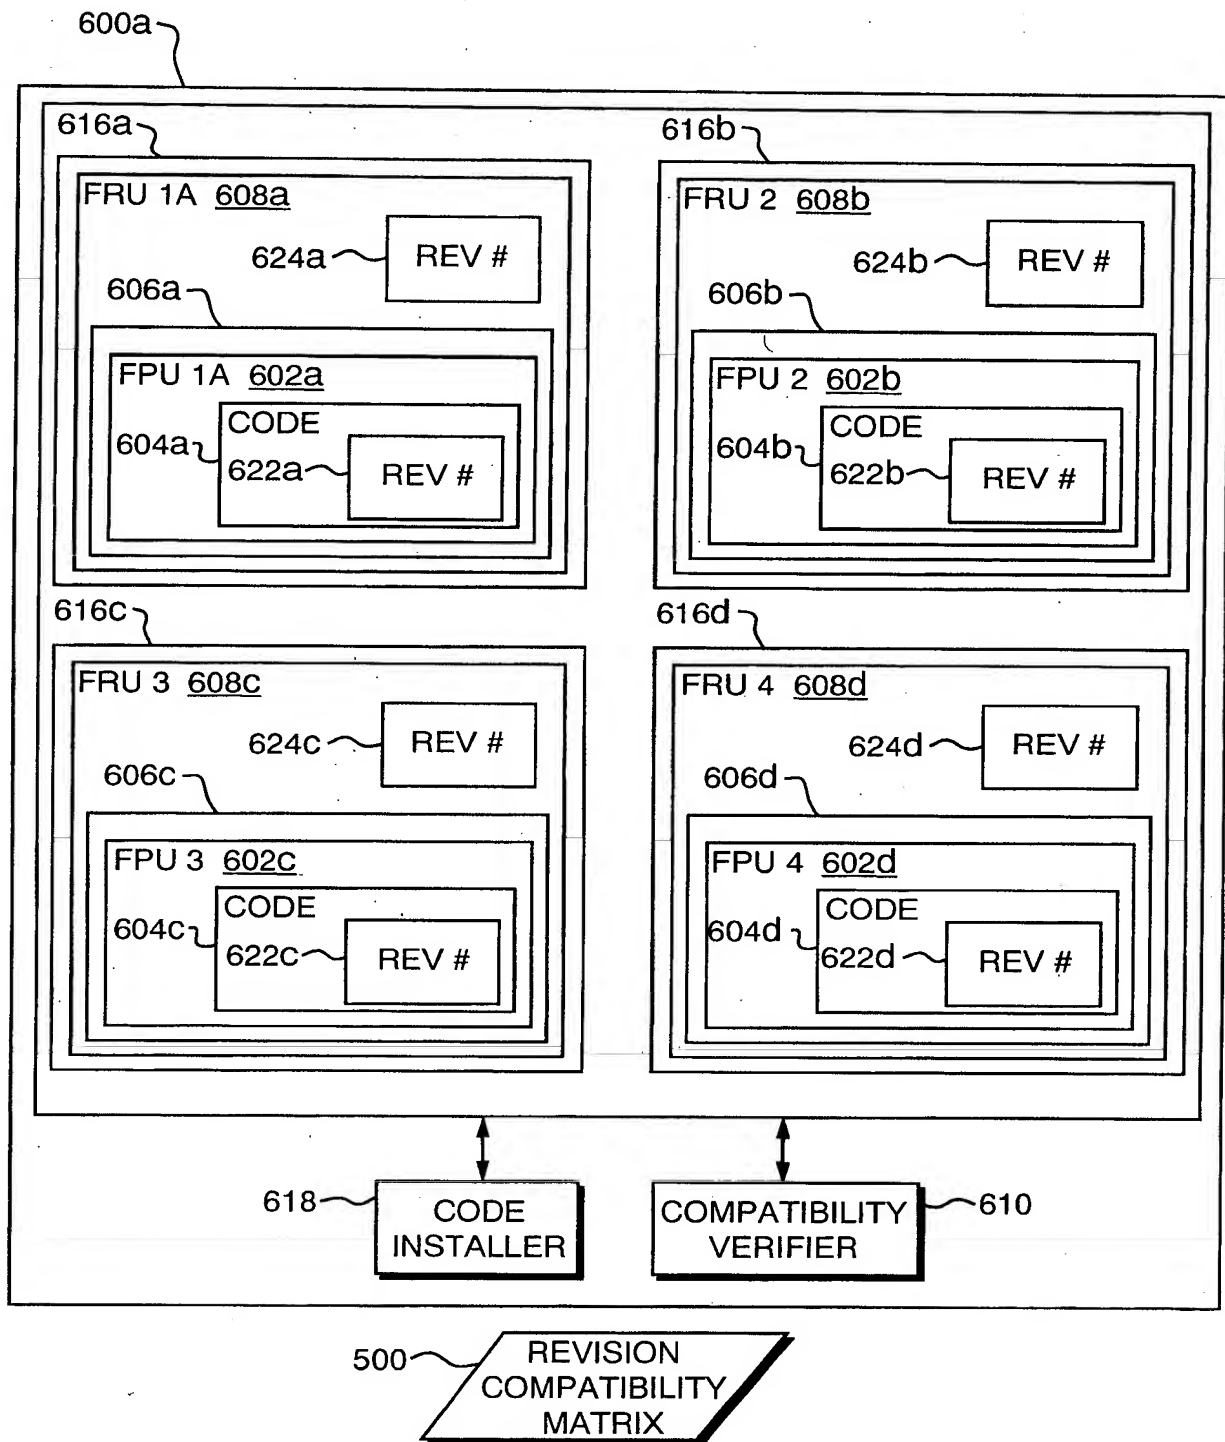 600a
616a
616b
FRU 1A 608a
FRU 2 608b
624a
REV #
624b
REV #
606a
606b
FPU 1A 602a
FPU 2 602b
CODE
CODE
604a
604b
622a
REV #
622b
REV #
616c
616d
FRU 3 608c
FRU 4 608d
624c
REV #
624d
REV #
606c
606d
FPU 3 602c
FPU 4 602d
CODE
CODE
604c
604d
622c
REV #
622d
REV #
618
CODE
INSTALLER
COMPATIBILITY
VERIFIER
610
500
REVISION
COMPATIBILITY
MATRIX